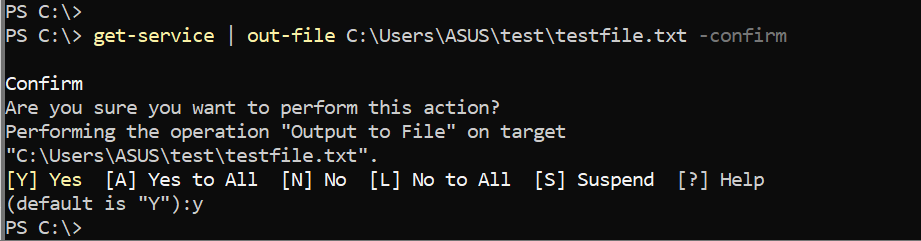 PS C:\>
PS C:\> get-service | out-file C:\Users\ASUS\test\testfile.txt -confirm
Confirm
Are you sure you want to perform this action?
Performing the operation "Output to File" on target
"C:\Users\ASUS\test\testfile.txt".
[Y] Yes  [A] Yes to All  [N] No  [L] No to All  [S] Suspend  [?] Help
(default is "Y"):y
PS C:\>